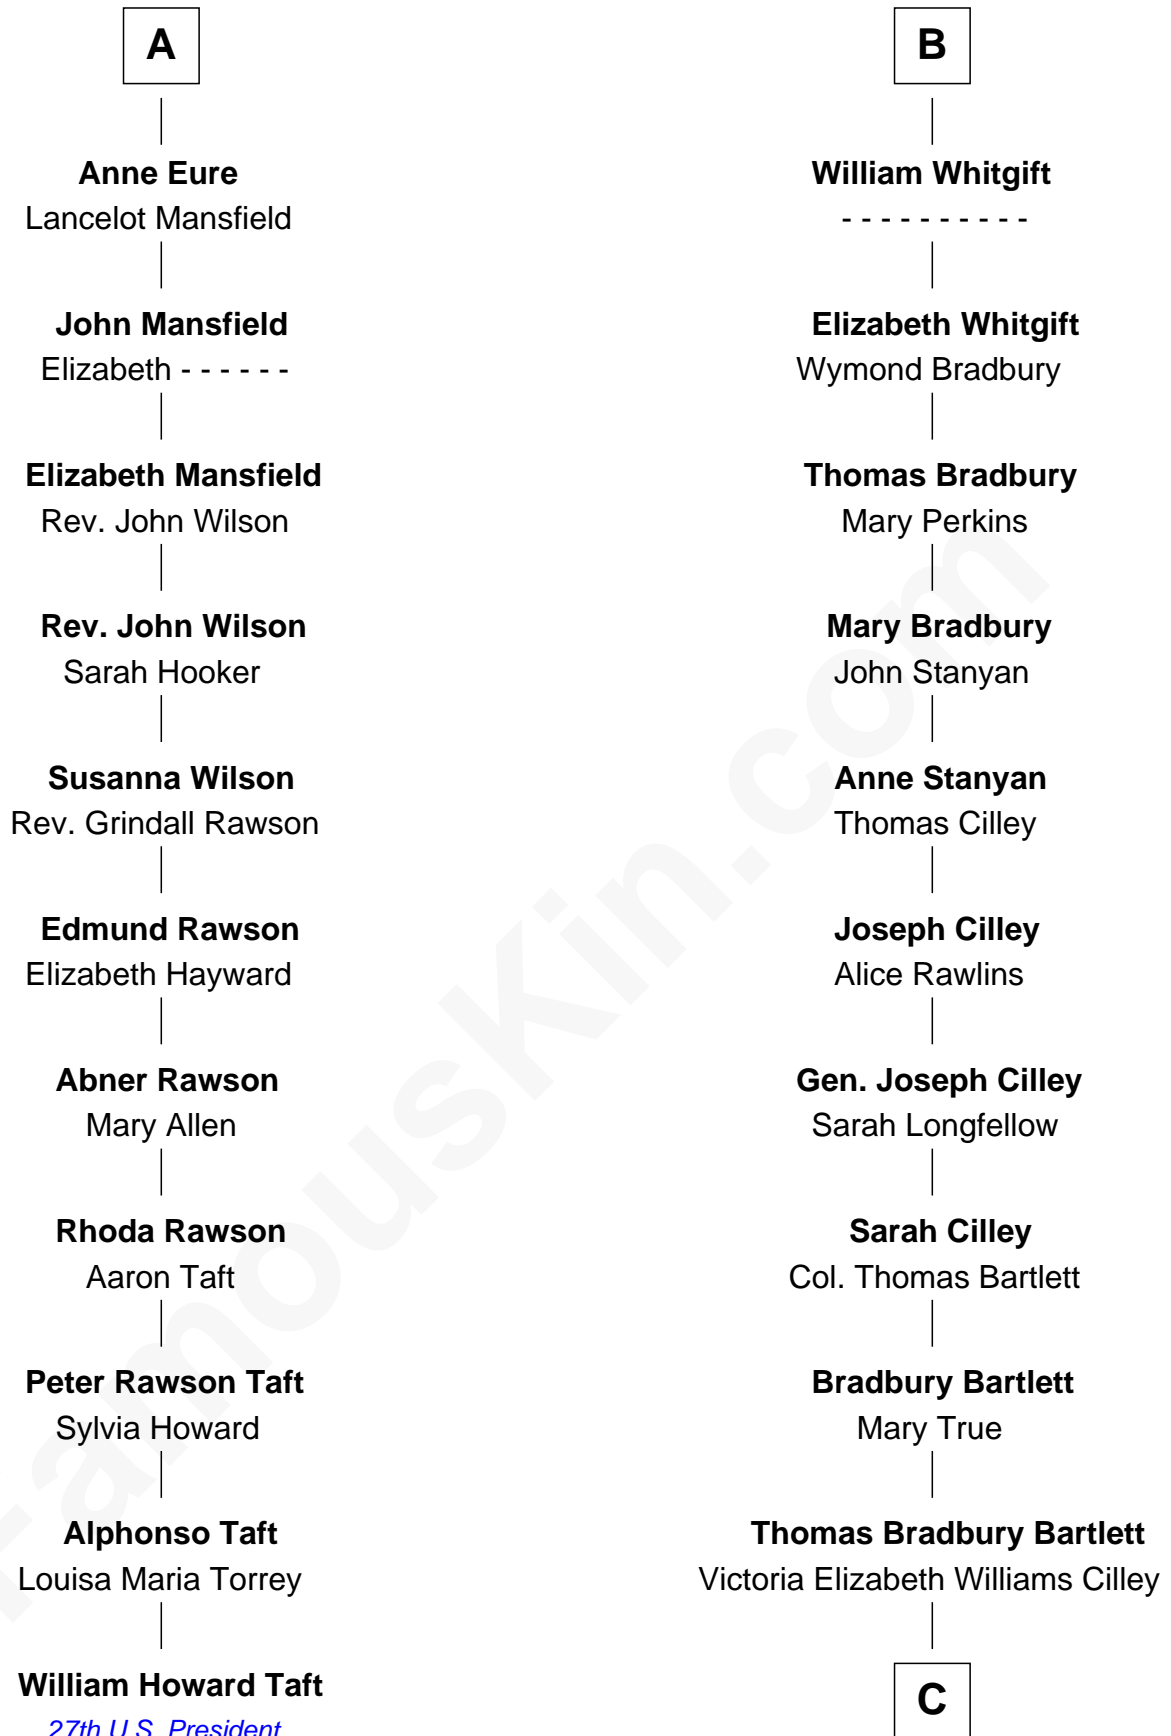 A
Anne Eure
Lancelot Mansfield
John Mansfield
Elizabeth - - - - - -
Elizabeth Mansfield
Rev. John Wilson
Rev. John Wilson
Sarah Hooker
Susanna Wilson
Rev. Grindall Rawson
Edmund Rawson
Elizabeth Hayward
Abner Rawson
Mary Allen
Rhoda Rawson
Aaron Taft
Peter Rawson Taft
Sylvia Howard
Alphonso Taft
Louisa Maria Torrey
William Howard Taft
27th U.S. President
B
William Whitgift
- - - - - - - - - -
Elizabeth Whitgift
Wymond Bradbury
Thomas Bradbury
Mary Perkins
Mary Bradbury
John Stanyan
Anne Stanyan
Thomas Cilley
Joseph Cilley
Alice Rawlins
Gen. Joseph Cilley
Sarah Longfellow
Sarah Cilley
Col. Thomas Bartlett
Bradbury Bartlett
Mary True
Thomas Bradbury Bartlett
Victoria Elizabeth Williams Cilley
C
FamousKin.com